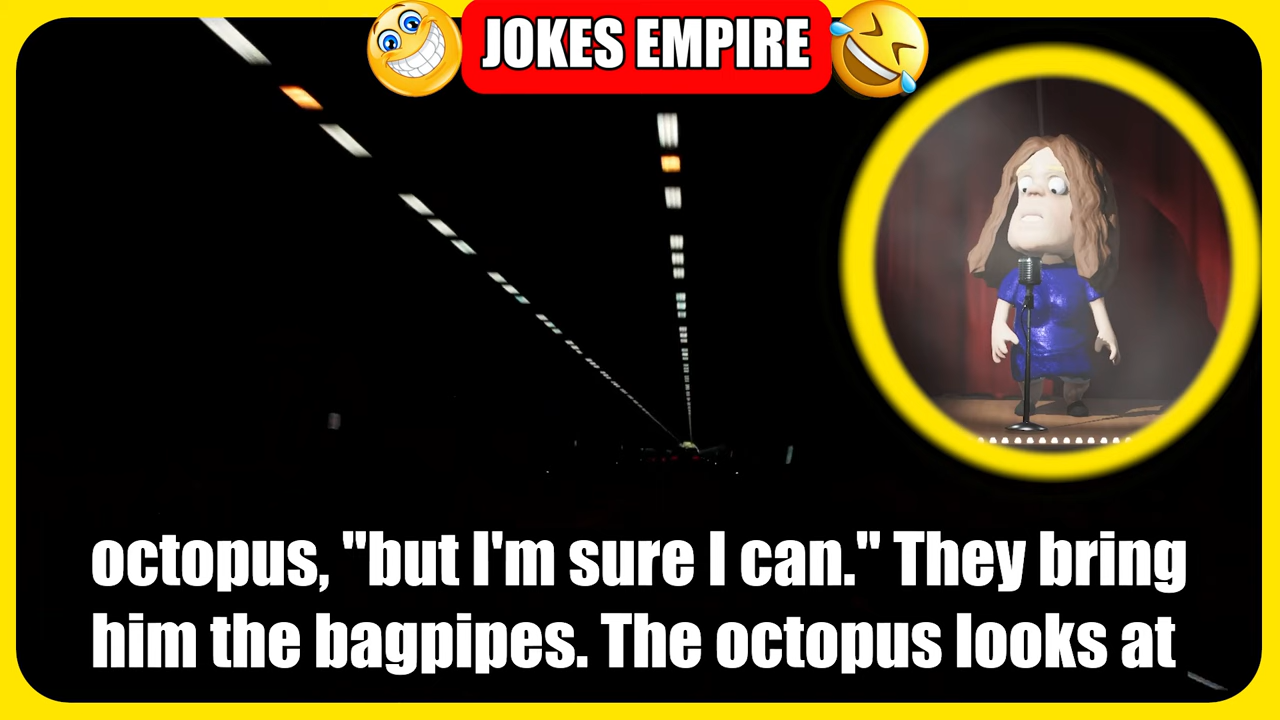 JOKES EMPIRE
octopus, "but I'm sure I can." They bring
him the bagpipes. The octopus looks at